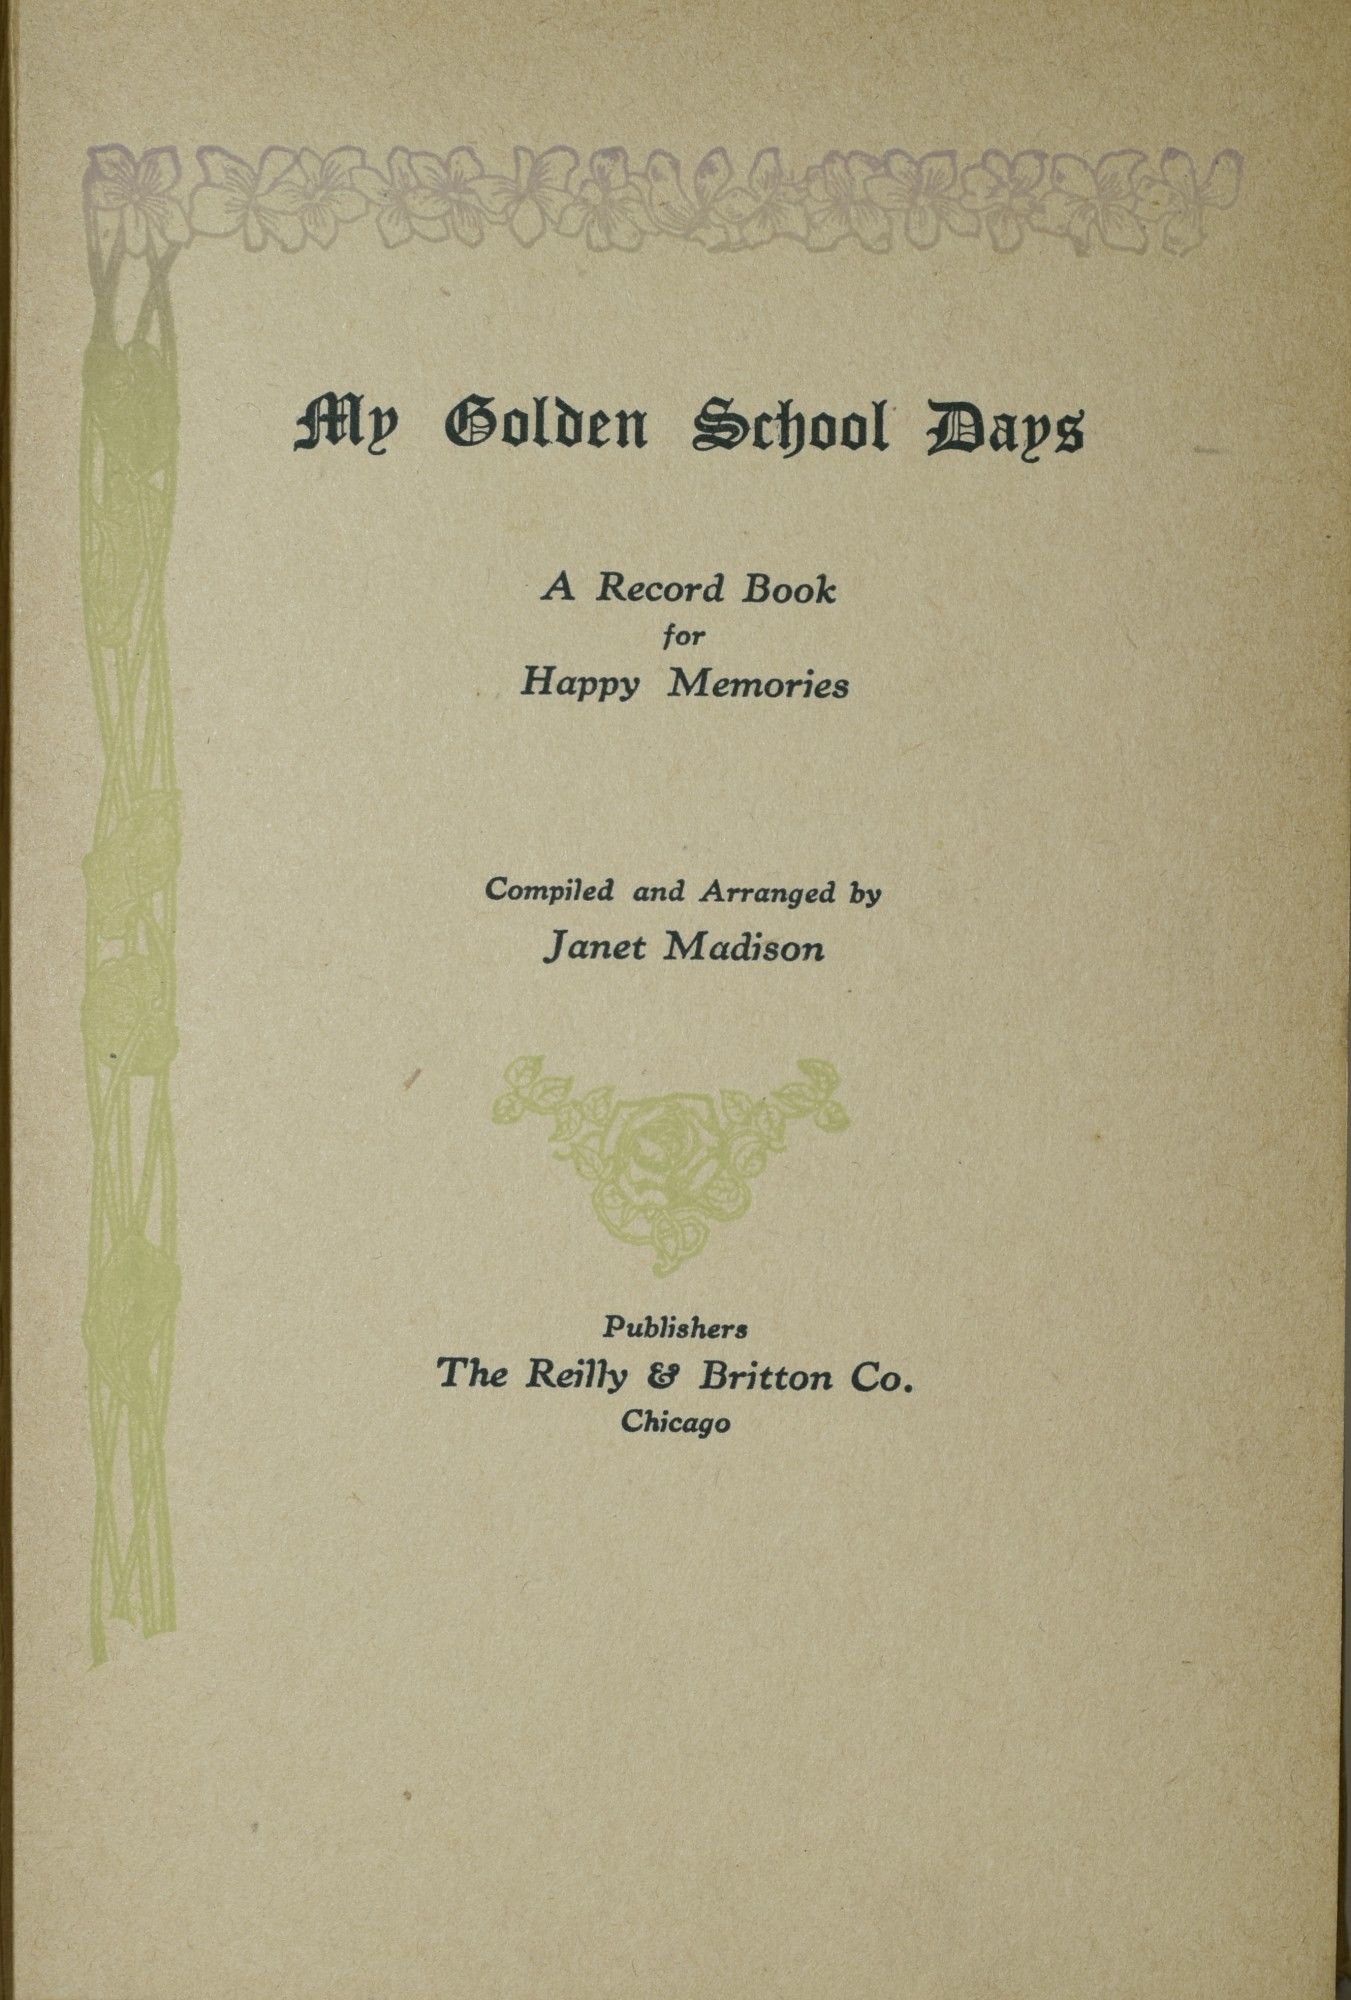 My Golden School Days
A Record Book
for
Happy Memories
Compiled and Arranged by
Janet Madison
Publishers
The Reilly & Britton Co.
Chicago